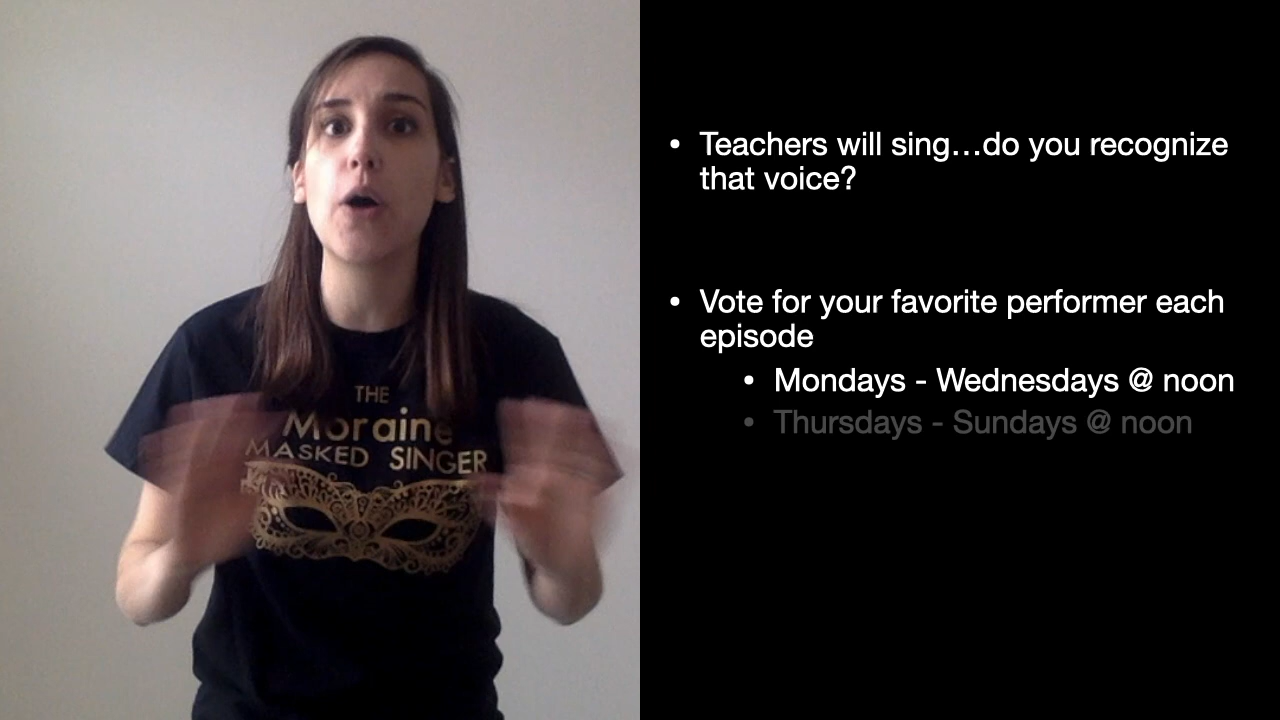 THE
Moraine
MASKED SINGER
• Teachers will sing…do you recognize
that voice?
• Vote for your favorite performer each
episode
• Mondays - Wednesdays @ noon
• Thursdays - Sundays @ noon